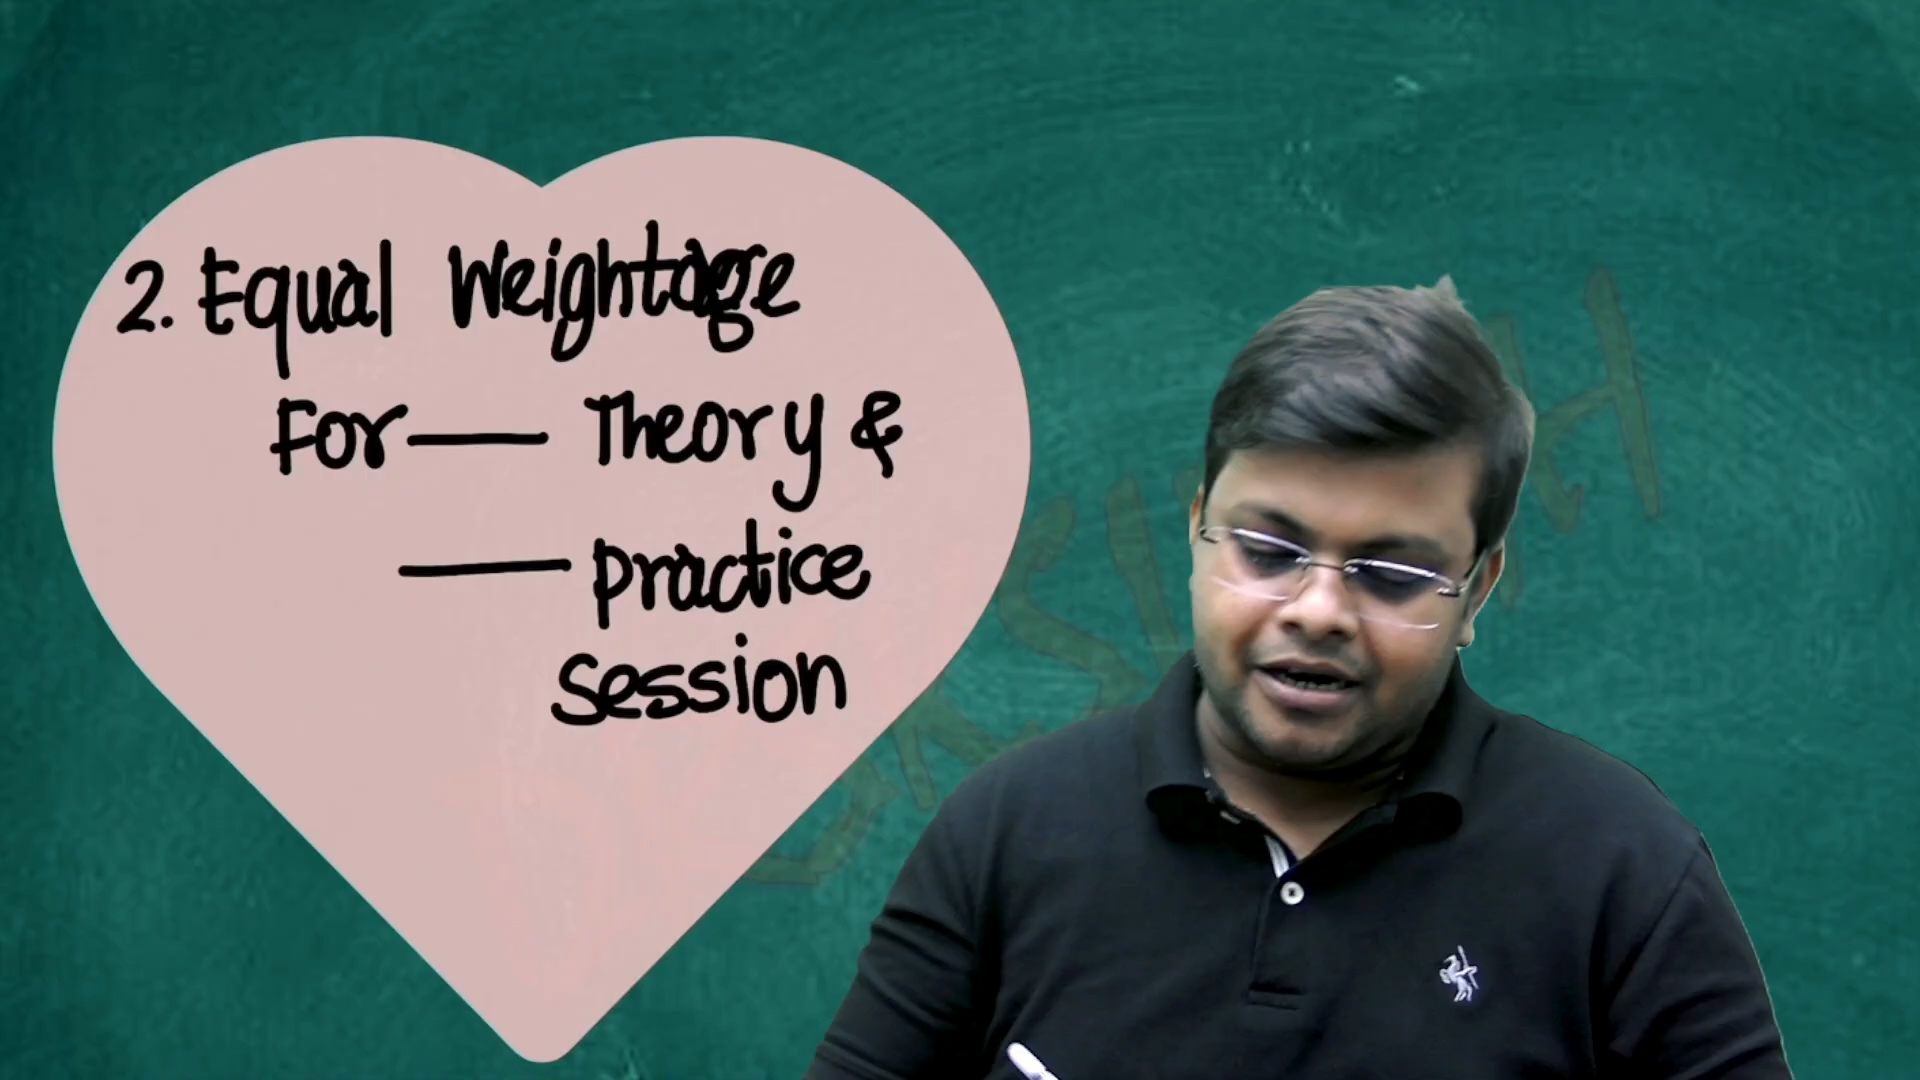 2. Equal Weightage
For — Theory &
— Practice
Session